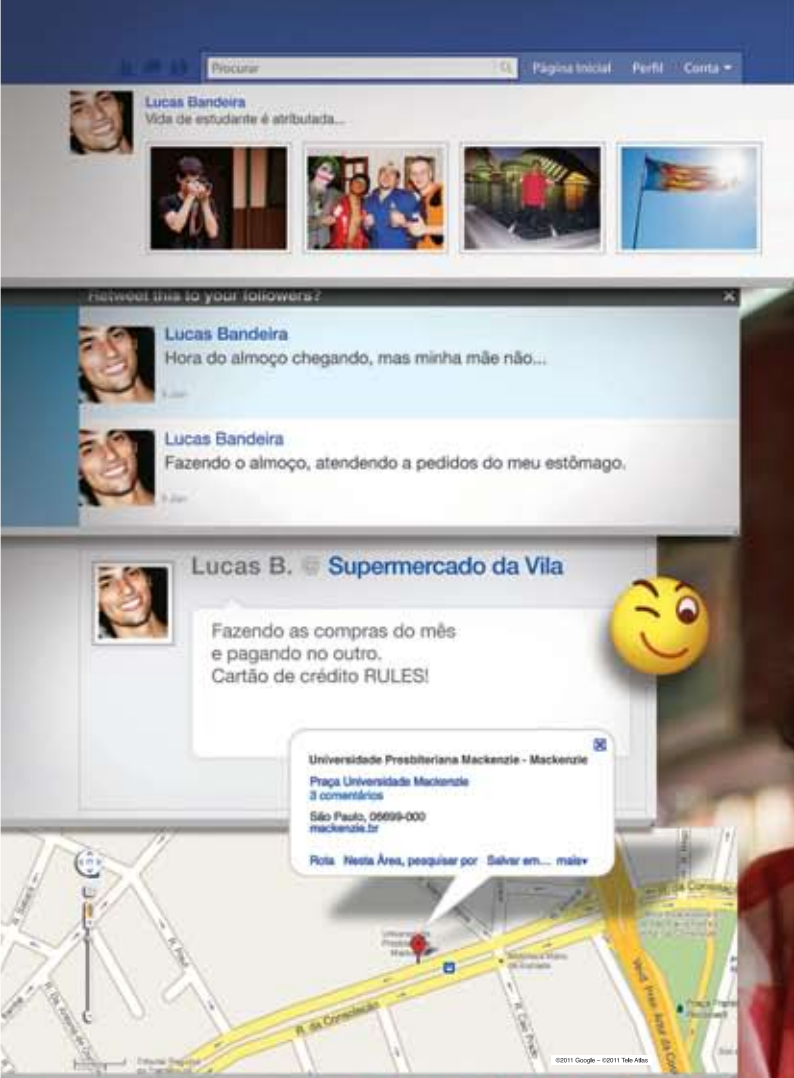 Procurar
Página Inicial Perfil Conta
Lucas Bandeira
Vida de estudante é atribulada...
Retweet this to your followers?
Lucas Bandeira
Hora do almoço chegando, mas minha mãe não...
Lucas Bandeira
Fazendo o almoço, atendendo a pedidos do meu estômago.
Lucas B. @ Supermercado da Vila
Fazendo as compras do mês
e pagando no outro.
Cartão de crédito RULES!
Universidade Presbiteriana Mackenzie - Mackenzie
Praça Universidade Mackenzie
3 comentários
São Paulo, 05699-000
mackenzie.br
Rota Nesta Área, pesquisar por Salvar em... mais
R. da Consolação
R. da Consolação
©2011 Google – ©2011 Tele Atlas